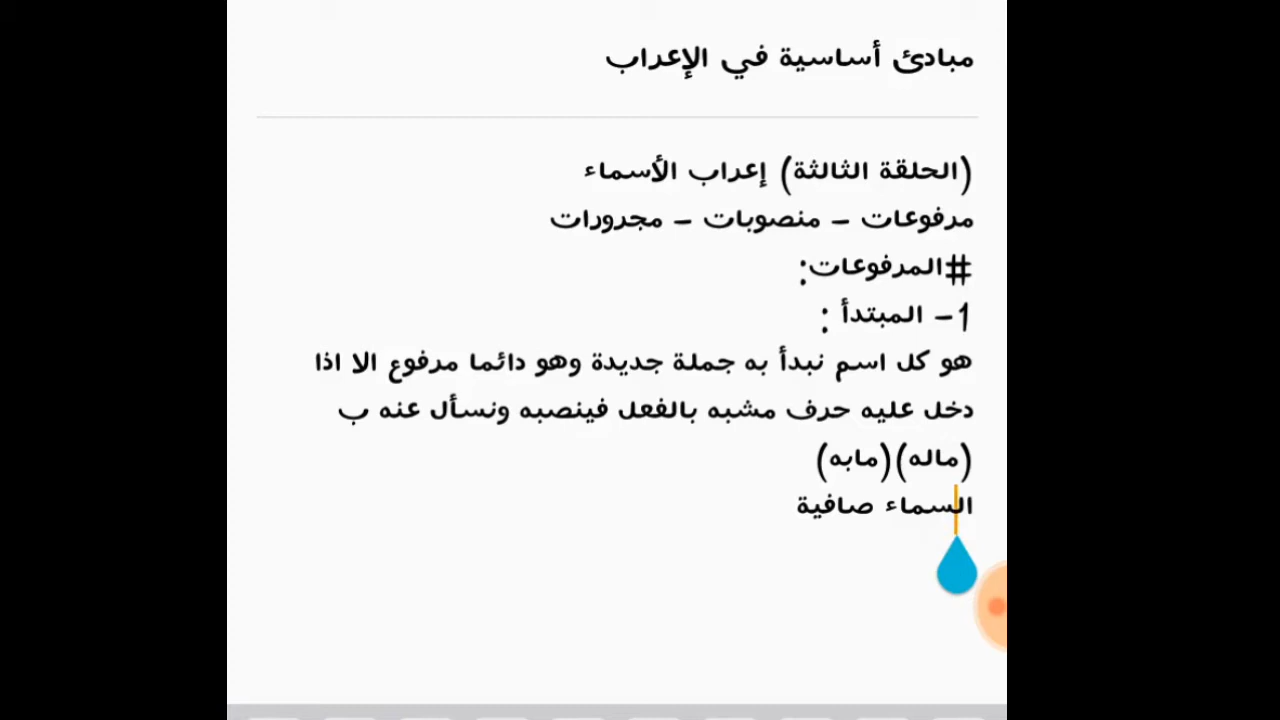 مبادئ أساسية في الإعراب
(الحلقة الثالثة) إعراب الأسماء
مرفوعات - منصوبات - مجرورات
#المرفوعات:
1- المبتدأ :
هو كل اسم نبدأ به جملة جديدة وهو دائما مرفوع الا اذا
دخل عليه حرف مشبه بالفعل فينصبه ونسأل عنه ب
(ماله)(مابه)
السماء صافية